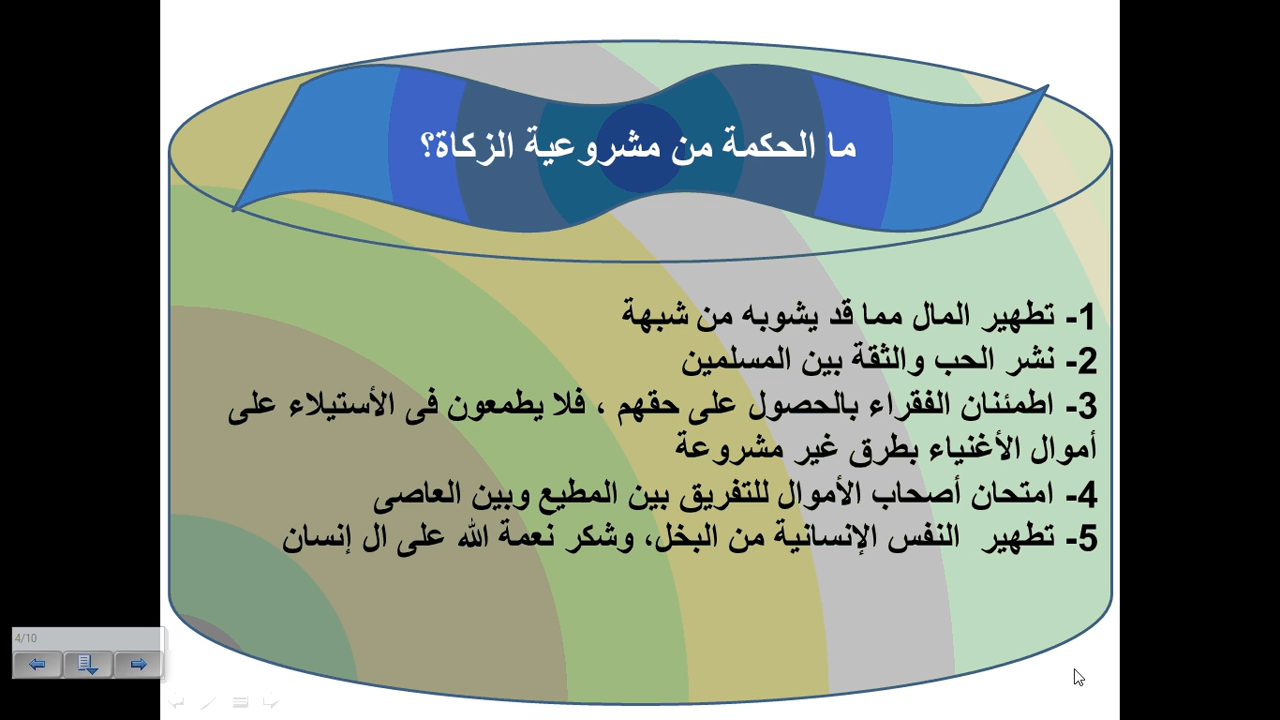 ما الحكمة من مشروعية الزكاة؟
1- تطهير المال مما قد يشوبه من شبهة
2- نشر الحب والثقة بين المسلمين
3- اطمئنان الفقراء بالحصول على حقهم ، فلا يطمعون فى الأستيلاء على
أموال الأغنياء بطرق غير مشروعة
4- امتحان أصحاب الأموال للتفريق بين المطيع وبين العاصى
5- تطهير النفس الإنسانية من البخل، وشكر نعمة الله على ال إنسان
4/10